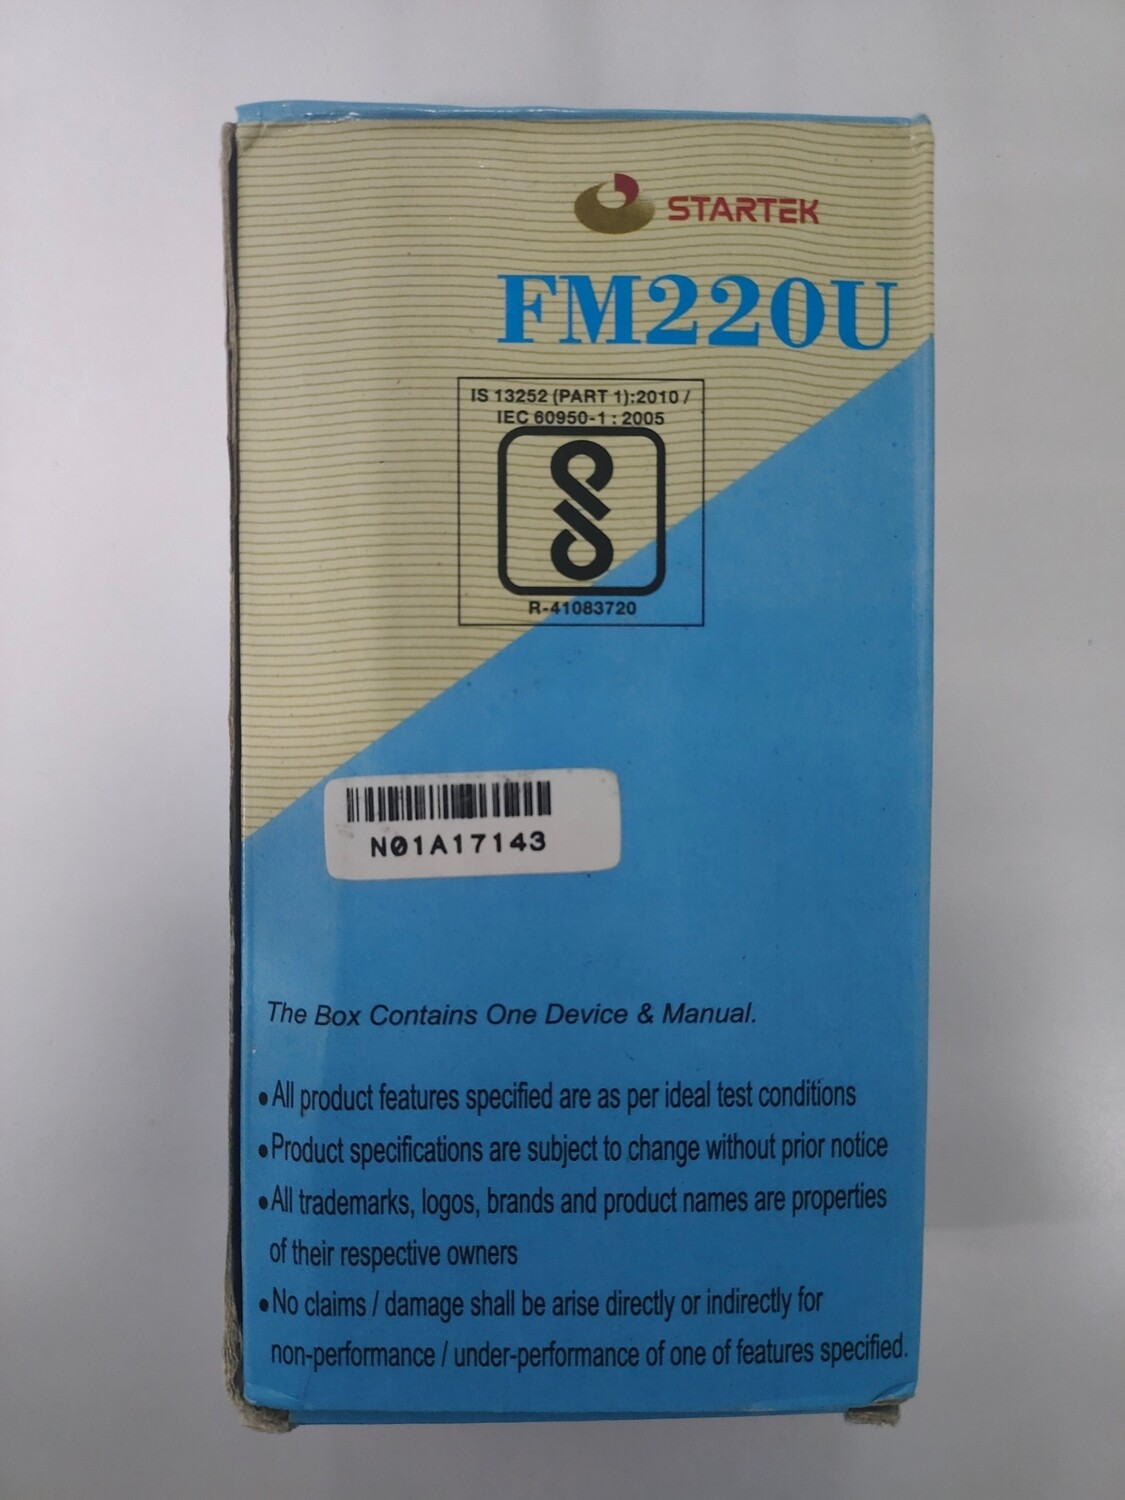 STARTEK
FM220U
IS 13252 (PART 1):2010 /
IEC 60950-1 : 2005
R-41083720
N01A17143
The Box Contains One Device & Manual.
•All product features specified are as per ideal test conditions
•Product specifications are subject to change without prior notice
•All trademarks, logos, brands and product names are properties
of their respective owners
•No claims / damage shall be arise directly or indirectly for
non-performance / under-performance of one of features specified.